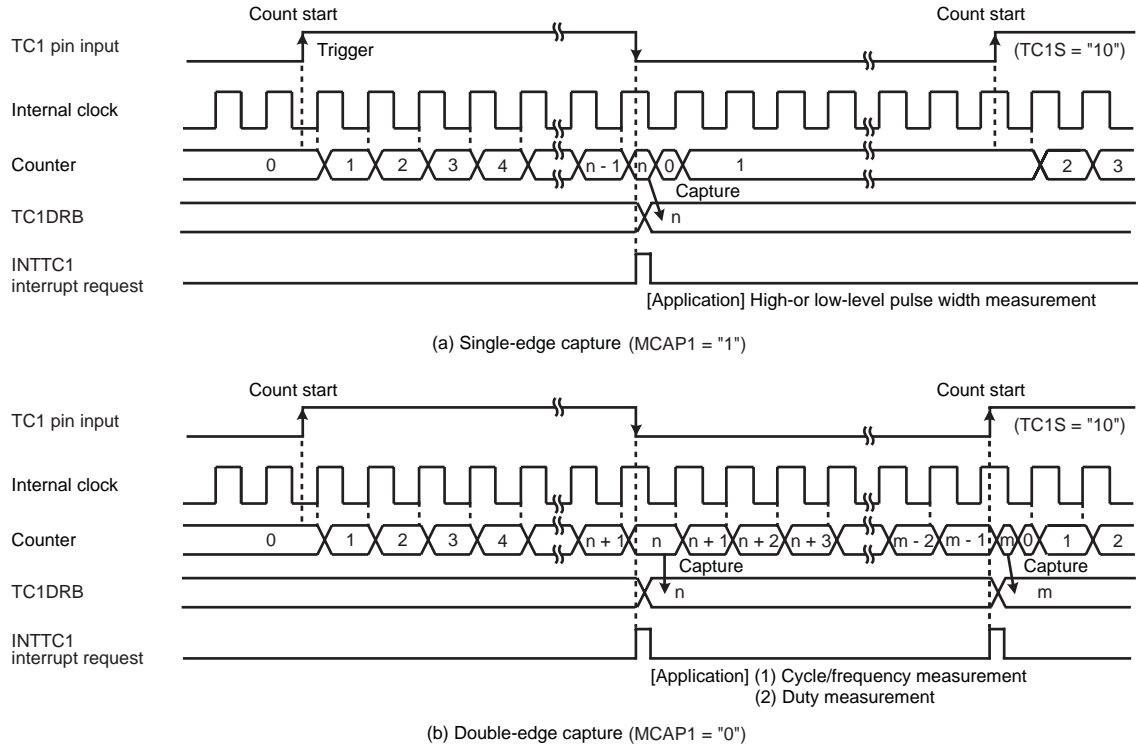 Count start Count start
TC1 pin input Trigger (TC1S = "10")
Internal clock
Counter 0 1 2 3 4 n - 1 n 0 1 2 3
Capture
TC1DRB n
INTTC1
interrupt request
[Application] High-or low-level pulse width measurement
(a) Single-edge capture (MCAP1 = "1")
Count start Count start
TC1 pin input (TC1S = "10")
Internal clock
Counter 0 1 2 3 4 n + 1 n n + 1 n + 2 n + 3 m - 2 m - 1 m 0 1 2
Capture Capture
TC1DRB n m
INTTC1
interrupt request
[Application] (1) Cycle/frequency measurement
(2) Duty measurement
(b) Double-edge capture (MCAP1 = "0")